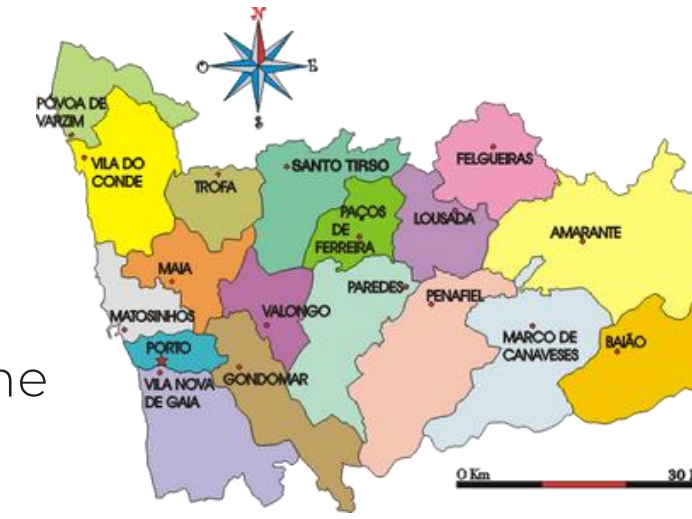 N
O
E
S
PÓVOA DE
VARZIM
VILA DO
CONDE
TROFA
SANTO TIRSO
FELGUEIRAS
PAÇOS
DE
FERREIRA
LOUSADA
AMARANTE
MAIA
PAREDES
PENAFIEL
MATOSINHOS
VALONGO
MARCO DE
CANAVESES
BAIÃO
PORTO
VILA NOVA
DE GAIA
GONDOMAR
0 Km
30